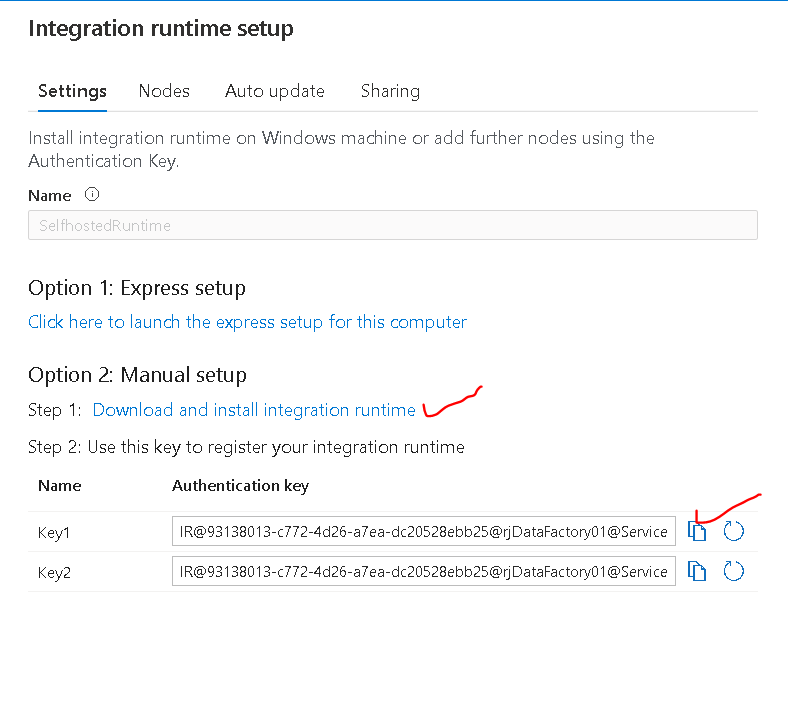 Integration runtime setup
Settings Nodes Auto update Sharing
Install integration runtime on Windows machine or add further nodes using the
Authentication Key.
Name
SelfhostedRuntime
Option 1: Express setup
Click here to launch the express setup for this computer
Option 2: Manual setup
Step 1: Download and install integration runtime
Step 2: Use this key to register your integration runtime
Name Authentication key
Key1 IR@93138013-c772-4d26-a7ea-dc20528ebb25@rjDataFactory01@Service
Key2 IR@93138013-c772-4d26-a7ea-dc20528ebb25@rjDataFactory01@Service